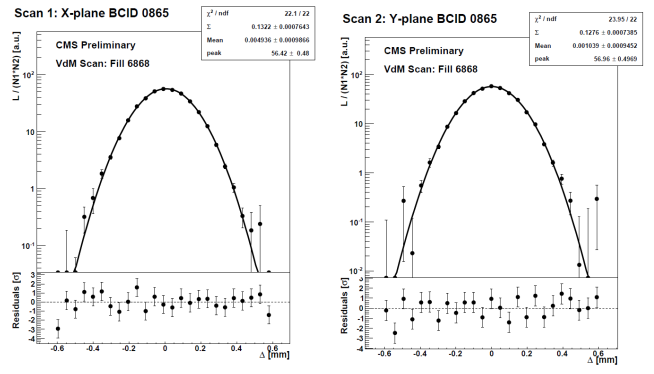 Scan 1: X-plane BCID 0865
χ² / ndf 22.1 / 22
Σ 0.1322 ± 0.0007643
Mean 0.004936 ± 0.0009866
peak 56.42 ± 0.48
CMS Preliminary
VdM Scan: Fill 6868
L / (N1*N2) [a.u.]
10²
10
1
10⁻¹
Residuals [σ]
3
2
1
0
-1
-2
-3
-4
-0.6 -0.4 -0.2 0 0.2 0.4 0.6
Δ [mm]
Scan 2: Y-plane BCID 0865
χ² / ndf 23.95 / 22
Σ 0.1276 ± 0.0007385
Mean 0.001039 ± 0.0009452
peak 56.96 ± 0.4969
CMS Preliminary
VdM Scan: Fill 6868
L / (N1*N2) [a.u.]
10²
10
1
10⁻¹
10⁻²
Residuals [σ]
3
2
1
0
-1
-2
-3
-4
-0.6 -0.4 -0.2 0 0.2 0.4 0.6
Δ [mm]